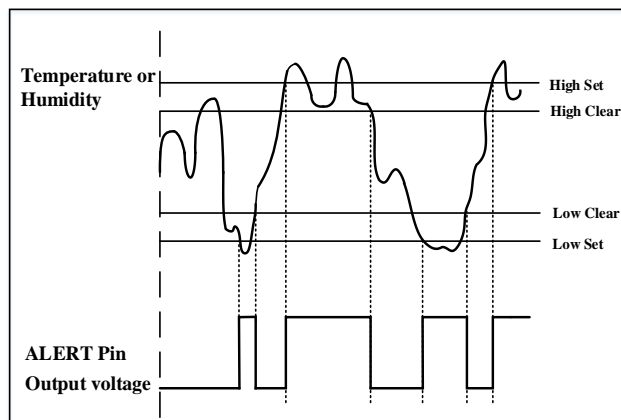 Temperature or
Humidity
High Set
High Clear
Low Clear
Low Set
ALERT Pin
Output voltage